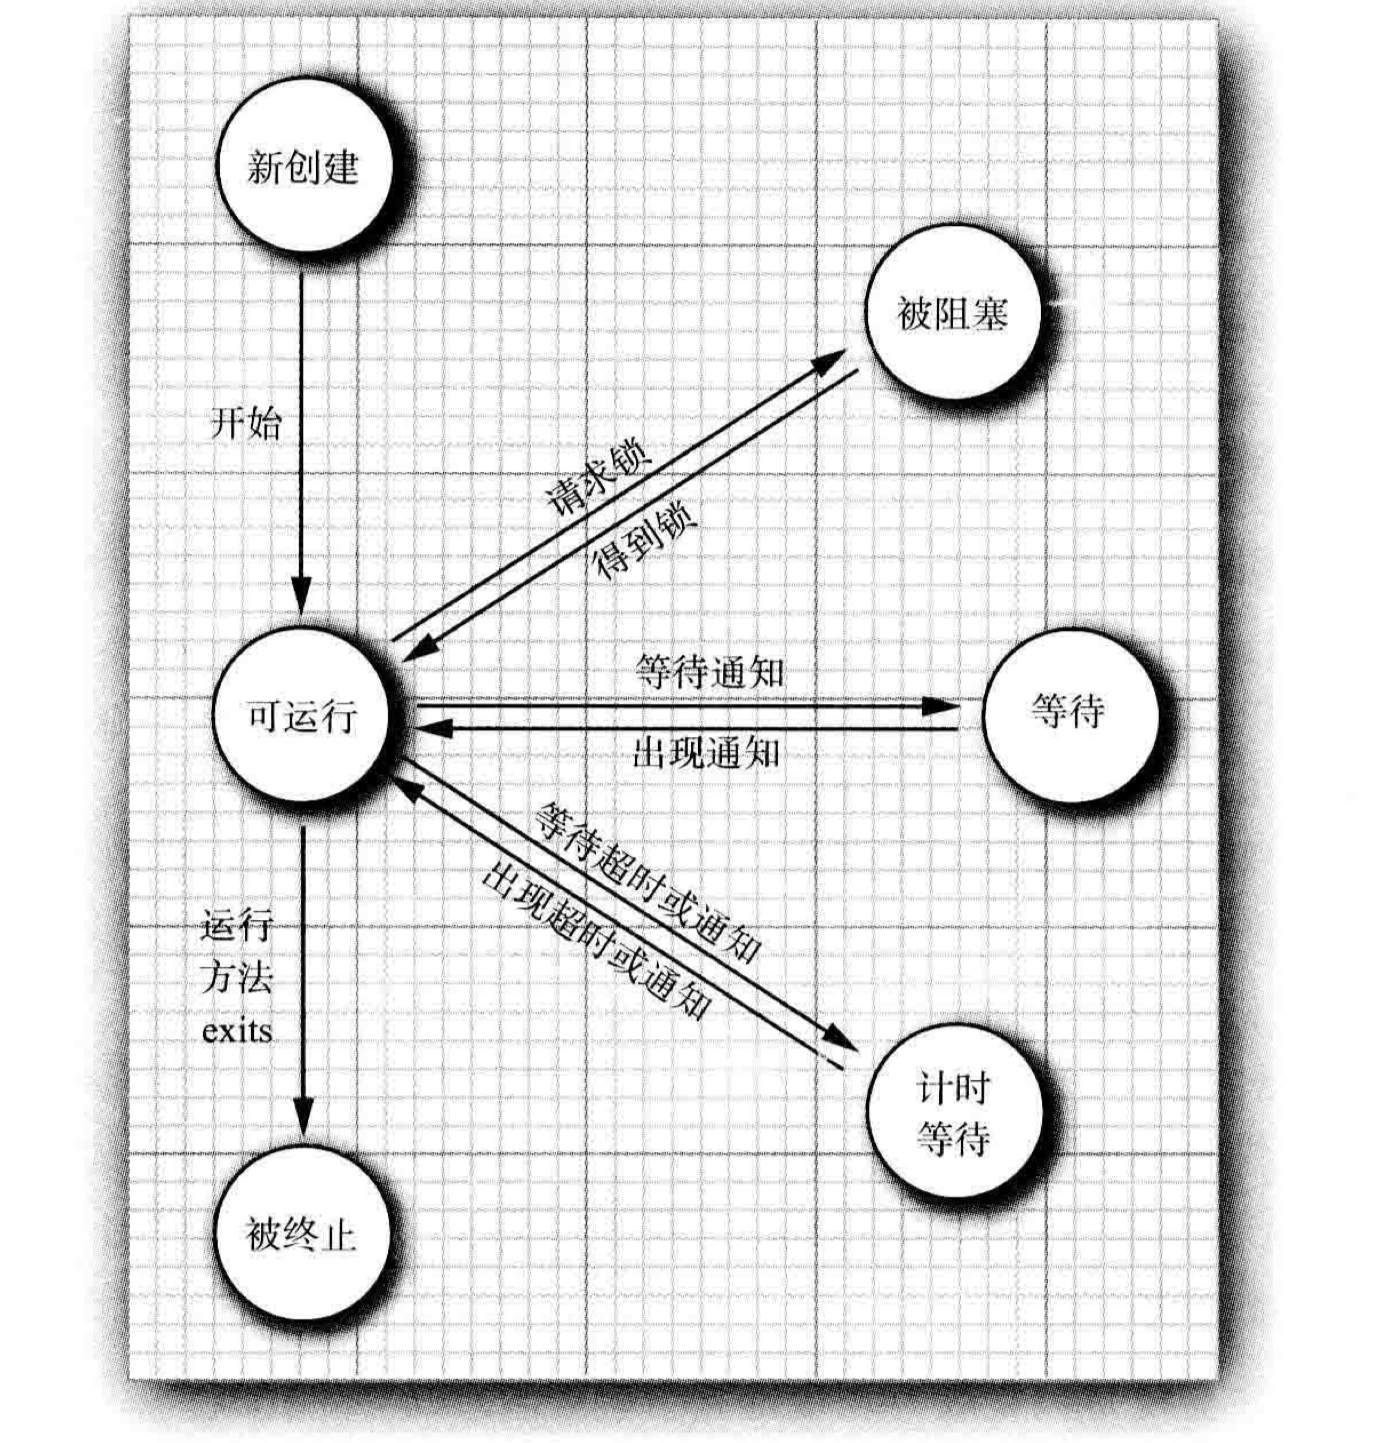 新创建
被阻塞
开始
请求锁
得到锁
等待通知
可运行
等待
出现通知
等待超时或通知
出现超时或通知
运行
方法
exits
计时
等待
被终止